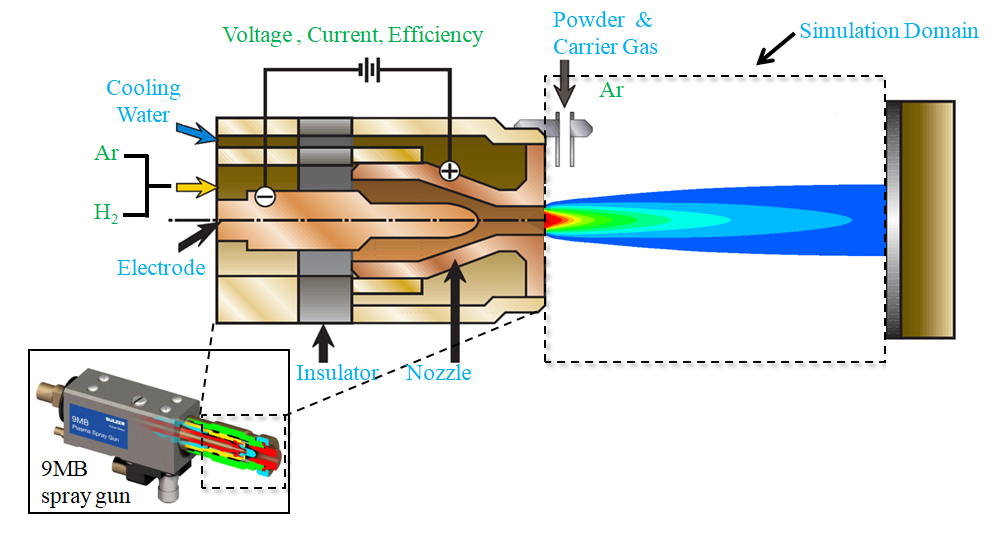 Voltage , Current, Efficiency
Powder &
Carrier Gas
Simulation Domain
Cooling
Water
Ar
Ar
H2
Electrode
Insulator
Nozzle
9MB
SULZER
Plasma Spray Gun
9MB
spray gun